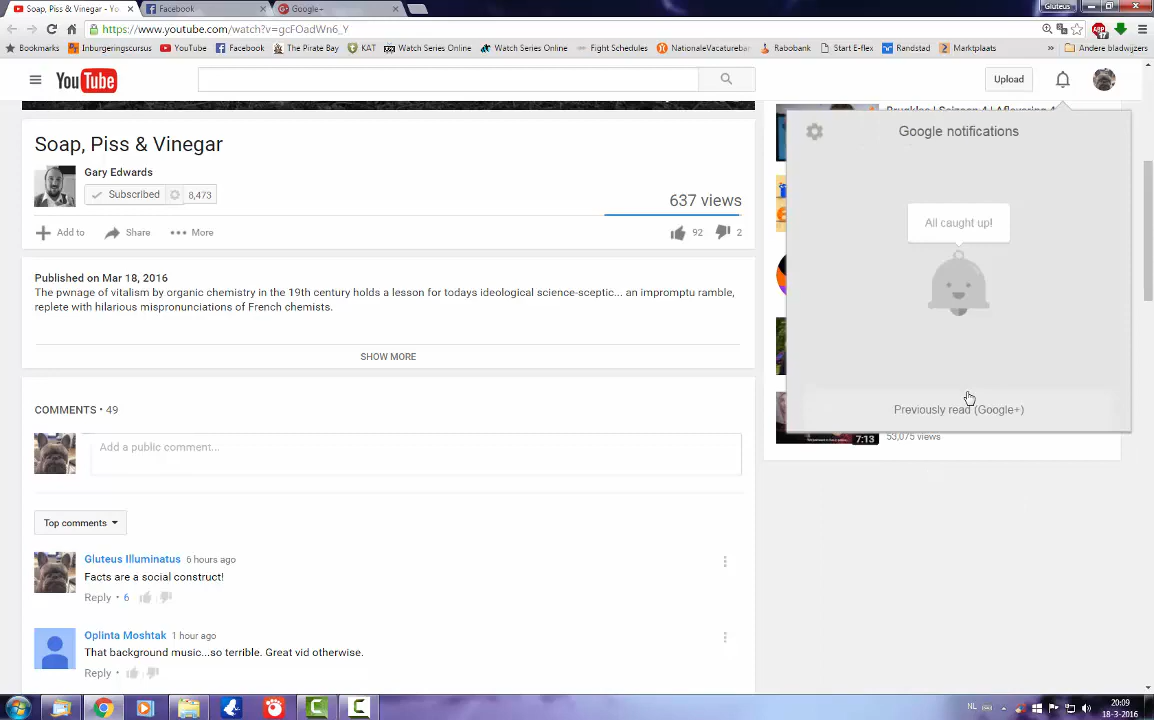 Soap, Piss & Vinegar - Yo
Facebook
Google+
Gluteus
https://www.youtube.com/watch?v=gcFOadWn6_Y
Bookmarks
Inburgeringscursus
YouTube
Facebook
The Pirate Bay
KAT
Watch Series Online
Watch Series Online
Fight Schedules
NationaleVacaturebar
Rabobank
Start E-flex
Randstad
Marktplaats
»
Andere bladwijzers
YouTube
Upload
Google notifications
All caught up!
Previously read (Google+)
7:13
53,075 views
Soap, Piss & Vinegar
Gary Edwards
Subscribed
8,473
637 views
Add to
Share
More
92
2
Published on Mar 18, 2016
The pwnage of vitalism by organic chemistry in the 19th century holds a lesson for todays ideological science-sceptic... an impromptu ramble,
replete with hilarious mispronunciations of French chemists.
SHOW MORE
COMMENTS • 49
Add a public comment...
Top comments
Gluteus Illuminatus 6 hours ago
Facts are a social construct!
Reply • 6
Oplinta Moshtak 1 hour ago
That background music...so terrible. Great vid otherwise.
Reply •
NL
20:09
18-3-2016